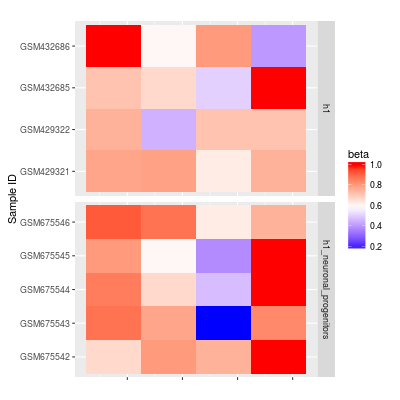 GSM432686
GSM432685
GSM429322
GSM429321
h1
GSM675546
GSM675545
GSM675544
GSM675543
GSM675542
h1_neuronal_progenitors
Sample ID
beta
1.0
0.8
0.6
0.4
0.2